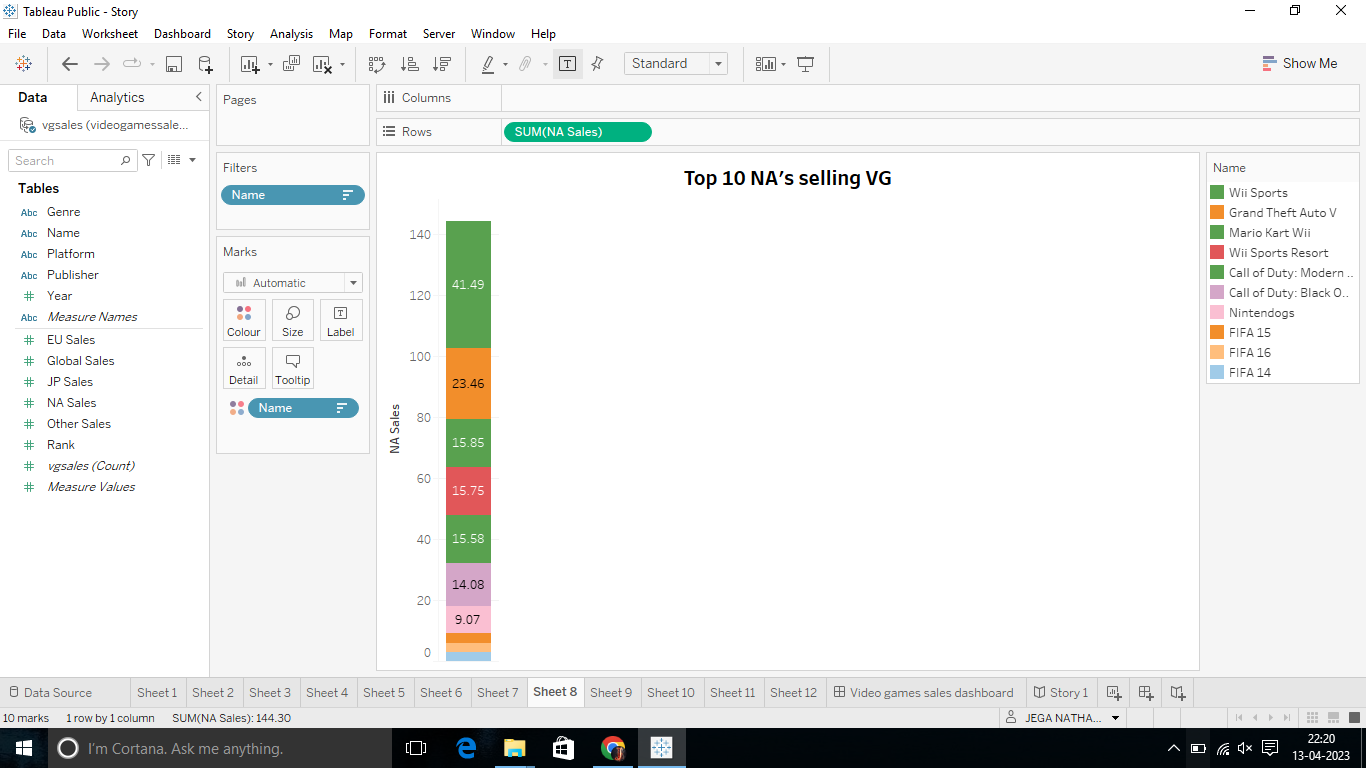 Tableau Public - Story
File Data Worksheet Dashboard Story Analysis Map Format Server Window Help
Standard
Show Me
Data Analytics
vgsales (videogamessale...
Search
Tables
Abc Genre
Abc Name
Abc Platform
Abc Publisher
# Year
Abc Measure Names
# EU Sales
# Global Sales
# JP Sales
# NA Sales
# Other Sales
# Rank
# vgsales (Count)
# Measure Values
Pages
Filters
Name
Marks
Automatic
Colour Size Label
Detail Tooltip
Name
Columns
Rows SUM(NA Sales)
Top 10 NA's selling VG
NA Sales
140
120
100
80
60
40
20
0
41.49
23.46
15.85
15.75
15.58
14.08
9.07
Name
Wii Sports
Grand Theft Auto V
Mario Kart Wii
Wii Sports Resort
Call of Duty: Modern ..
Call of Duty: Black O..
Nintendogs
FIFA 15
FIFA 16
FIFA 14
Data Source Sheet 1 Sheet 2 Sheet 3 Sheet 4 Sheet 5 Sheet 6 Sheet 7 Sheet 8 Sheet 9 Sheet 10 Sheet 11 Sheet 12 Video games sales dashboard Story 1
10 marks 1 row by 1 column SUM(NA Sales): 144.30 JEGA NATHA...
I'm Cortana. Ask me anything.
22:20
13-04-2023